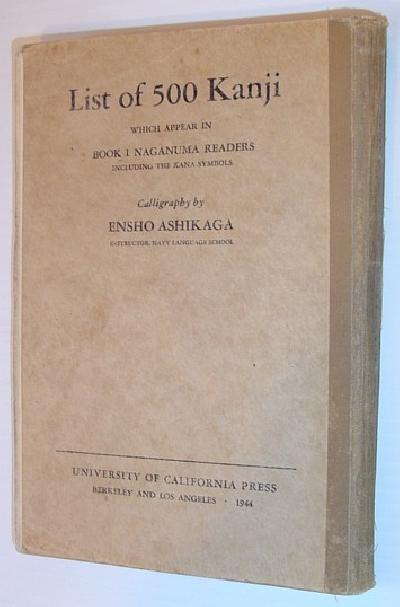 List of 500 Kanji
WHICH APPEAR IN
BOOK I NAGANUMA READERS
INCLUDING THE KANA SYMBOLS
Calligraphy by
ENSHO ASHIKAGA
INSTRUCTOR, NAVY LANGUAGE SCHOOL
UNIVERSITY OF CALIFORNIA PRESS
BERKELEY AND LOS ANGELES · 1944